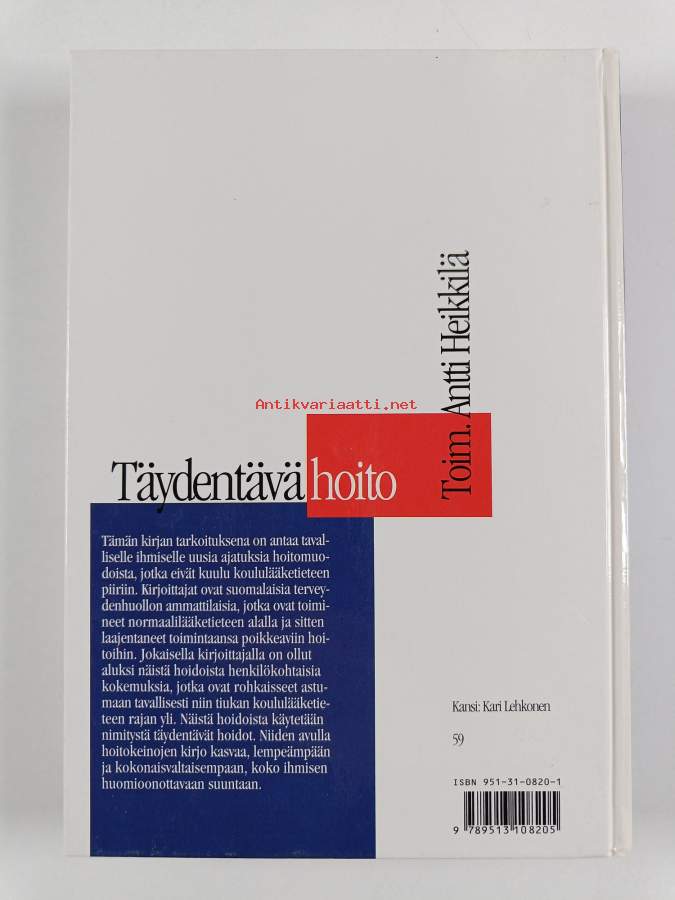 Toim. Antti Heikkilä
Antikvariaatti.net
Täydentävä hoito
Tämän kirjan tarkoituksena on antaa taval-
liselle ihmiselle uusia ajatuksia hoitomuo-
doista, jotka eivät kuulu koululääketieteen
piiriin. Kirjoittajat ovat suomalaisia tervey-
denhuollon ammattilaisia, jotka ovat toimi-
neet normaalilääketieteen alalla ja sitten
laajentaneet toimintaansa poikkeaviin hoi-
toihin. Jokaisella kirjoittajalla on ollut
aluksi näistä hoidoista henkilökohtaisia
kokemuksia, jotka ovat rohkaisseet astu-
maan tavallisesti niin tiukan koululääketie-
teen rajan yli. Näistä hoidoista käytetään
nimitystä täydentävät hoidot. Niiden avulla
hoitokeinojen kirjo kasvaa, lempeämpään
ja kokonaisvaltaisempaan, koko ihmisen
huomioonottavaan suuntaan.
Kansi: Kari Lehkonen
59
ISBN 951-31-0820-1
9 789513 108205